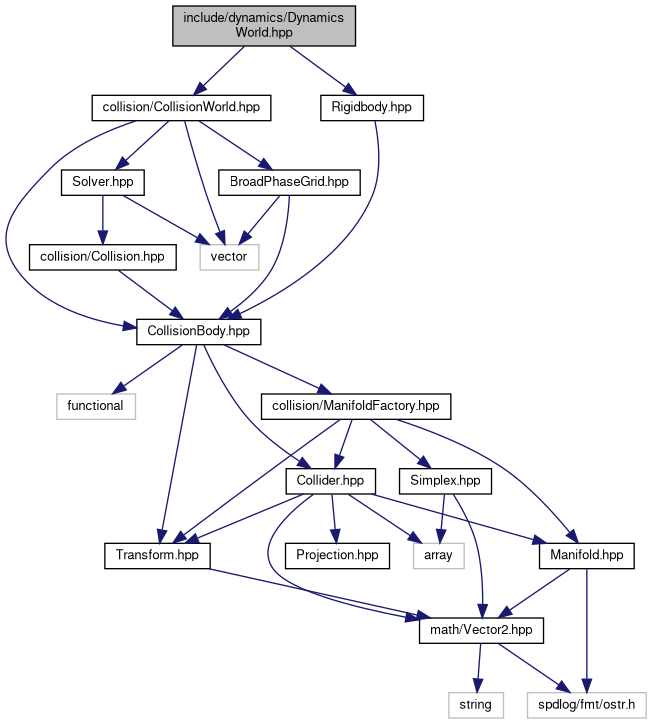 include/dynamics/Dynamics
World.hpp
collision/CollisionWorld.hpp
Rigidbody.hpp
Solver.hpp
BroadPhaseGrid.hpp
collision/Collision.hpp
vector
CollisionBody.hpp
functional
collision/ManifoldFactory.hpp
Collider.hpp
Simplex.hpp
Transform.hpp
Projection.hpp
array
Manifold.hpp
math/Vector2.hpp
string
spdlog/fmt/ostr.h